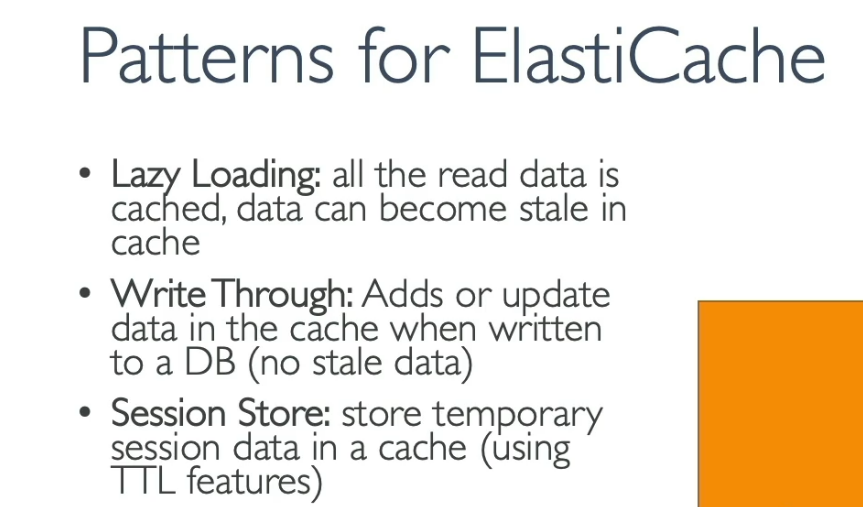 Patterns for ElastiCache
• Lazy Loading: all the read data is
cached, data can become stale in
cache
• Write Through: Adds or update
data in the cache when written
to a DB (no stale data)
• Session Store: store temporary
session data in a cache (using
TTL features)